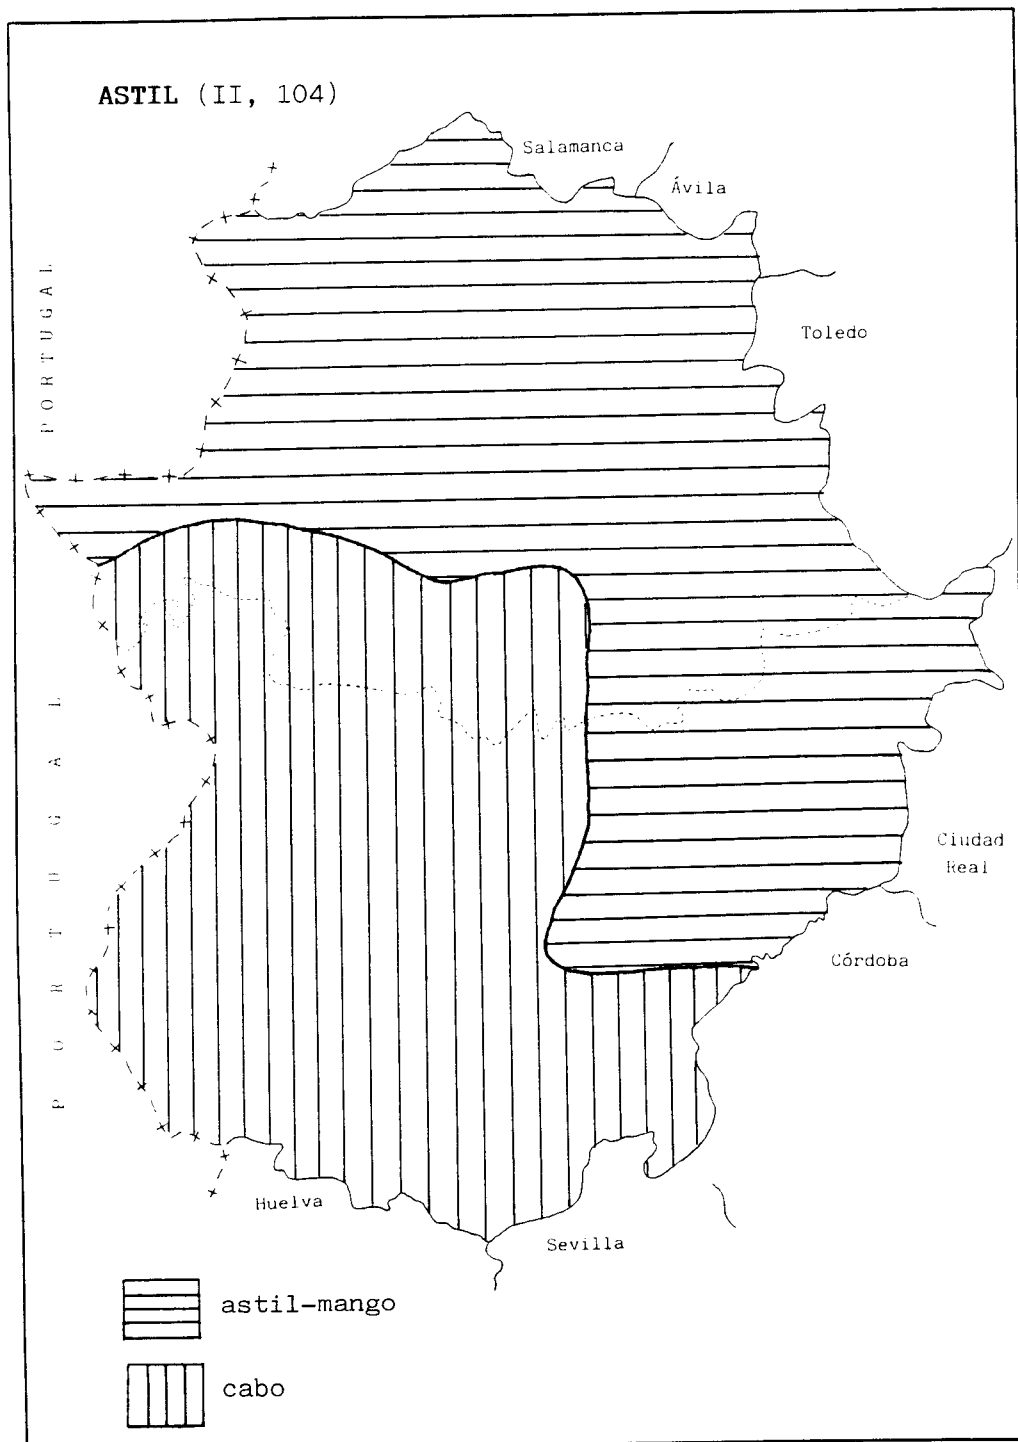 ASTIL (II, 104)
Salamanca
Ávila
PORTUGAL
Toledo
PORTUGAL
Ciudad
Real
Córdoba
Huelva
Sevilla
astil-mango
cabo